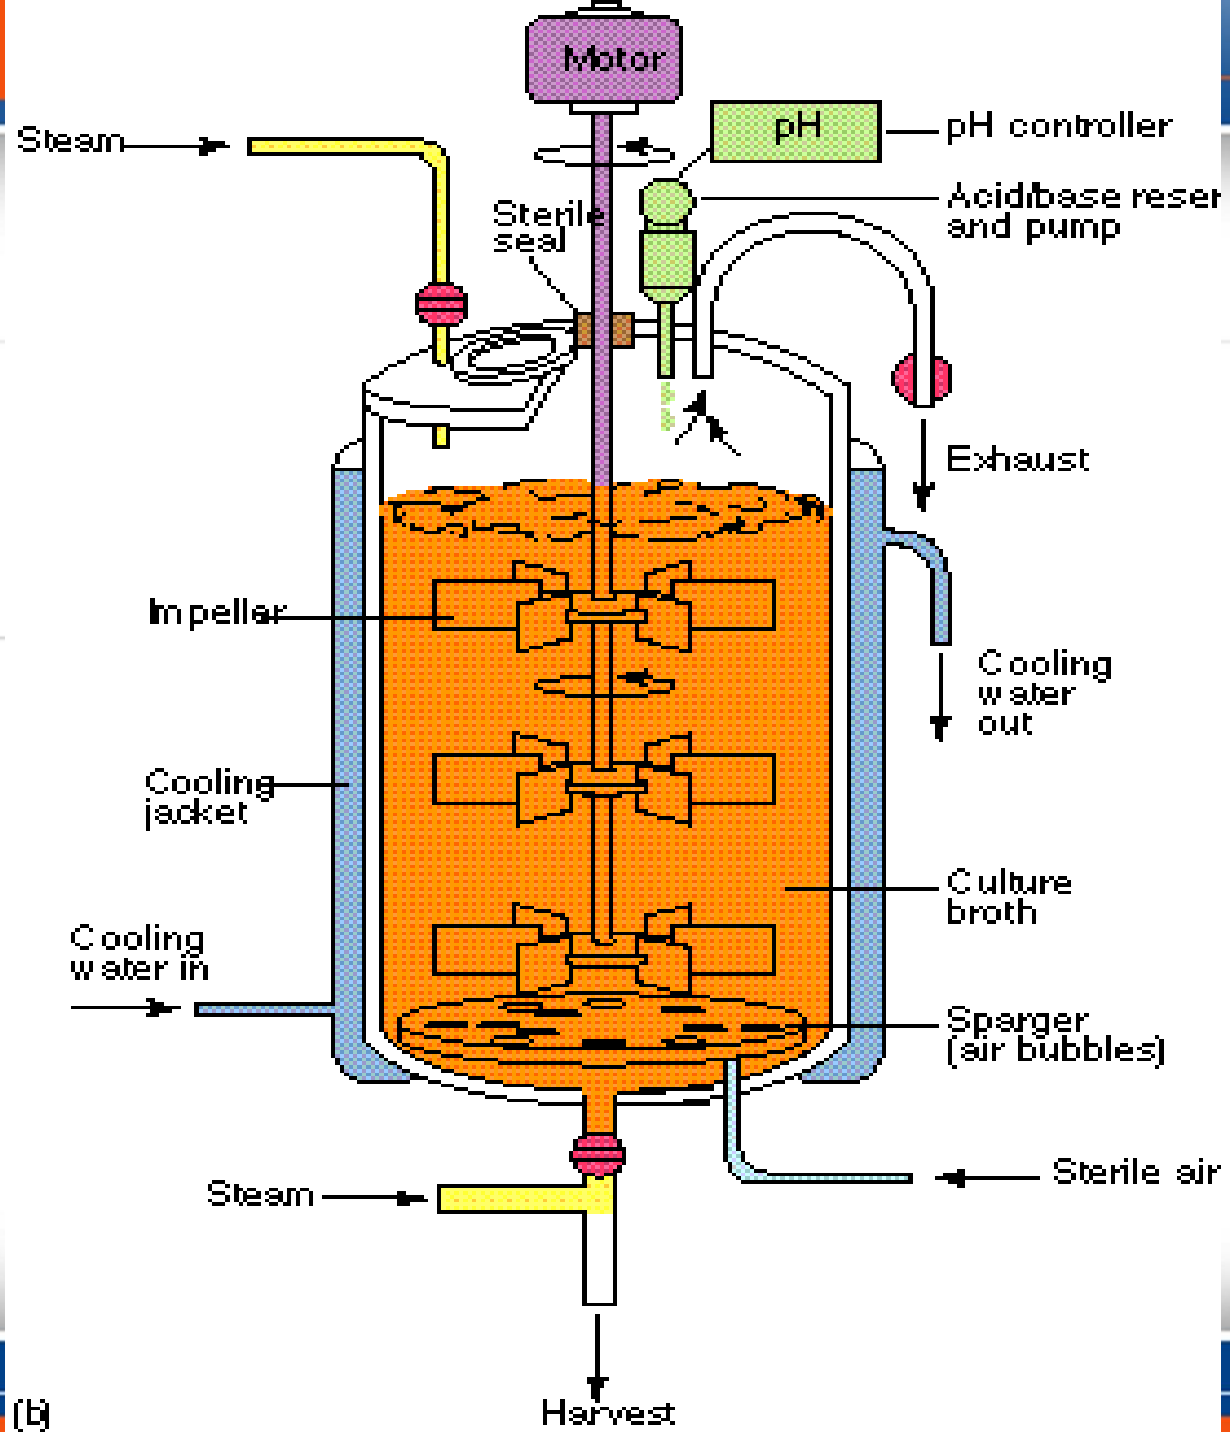 Motor
Steam
pH
pH controller
Acid/base reser
and pump
Sterile
seal
Exhaust
Impeller
Cooling
water
out
Cooling
jacket
Culture
broth
Cooling
water in
Sparger
(air bubbles)
Sterile air
Steam
Harvest
(b)